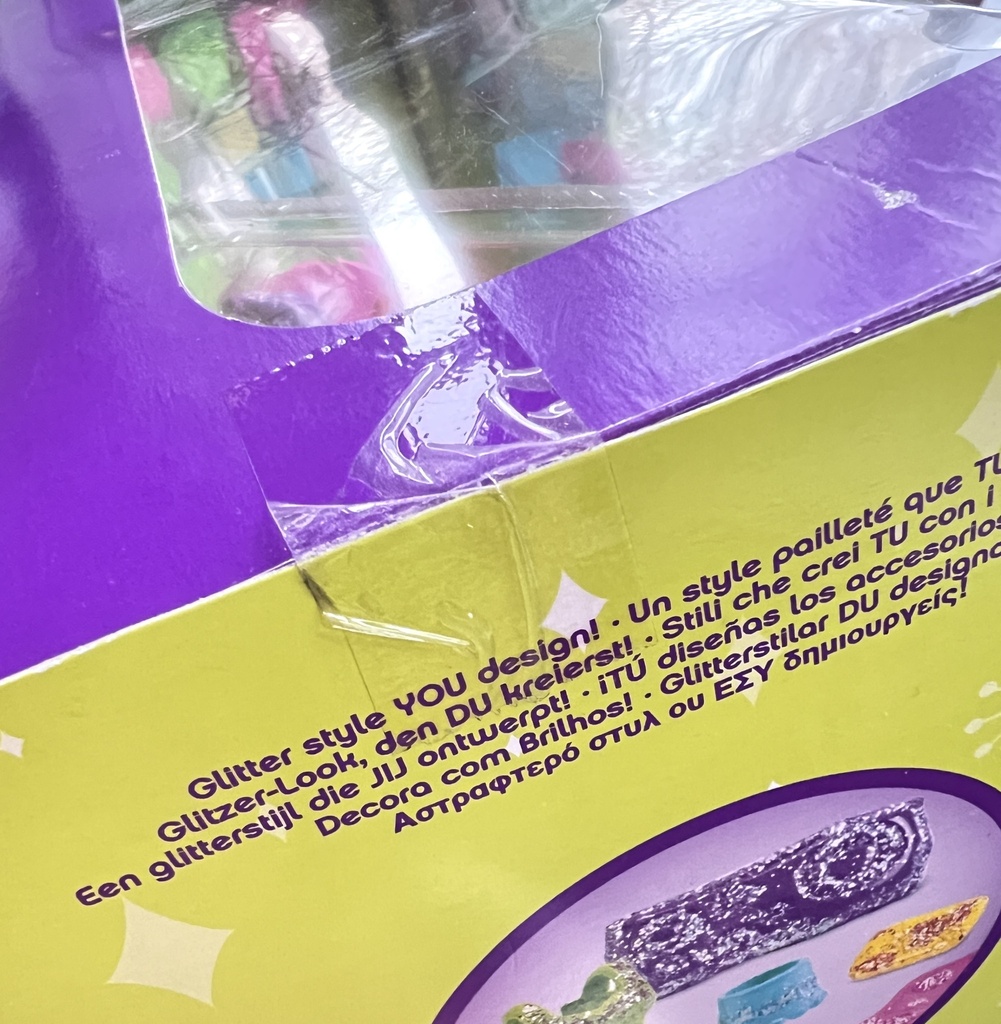 Glitter style YOU design! · Un style pailleté que TU
Glitzer-Look, den DU kreierst! · Stili che crei TU con i
Een glitterstijl die JIJ ontwerpt! · ¡TÚ diseñas los accesorios
Decora com Brilhos! · Glitterstilar DU designa
Αστραφτερό στυλ ου ΕΣΥ δημιουργείς!